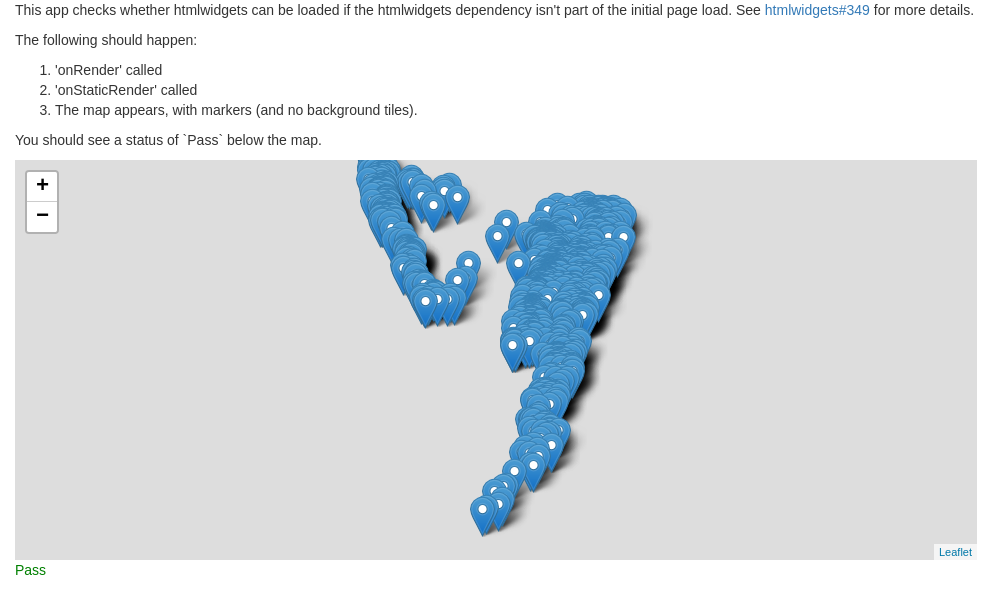 This app checks whether htmlwidgets can be loaded if the htmlwidgets dependency isn't part of the initial page load. See htmlwidgets#349 for more details.
The following should happen:
1. 'onRender' called
2. 'onStaticRender' called
3. The map appears, with markers (and no background tiles).
You should see a status of `Pass` below the map.
+
−
Leaflet
Pass